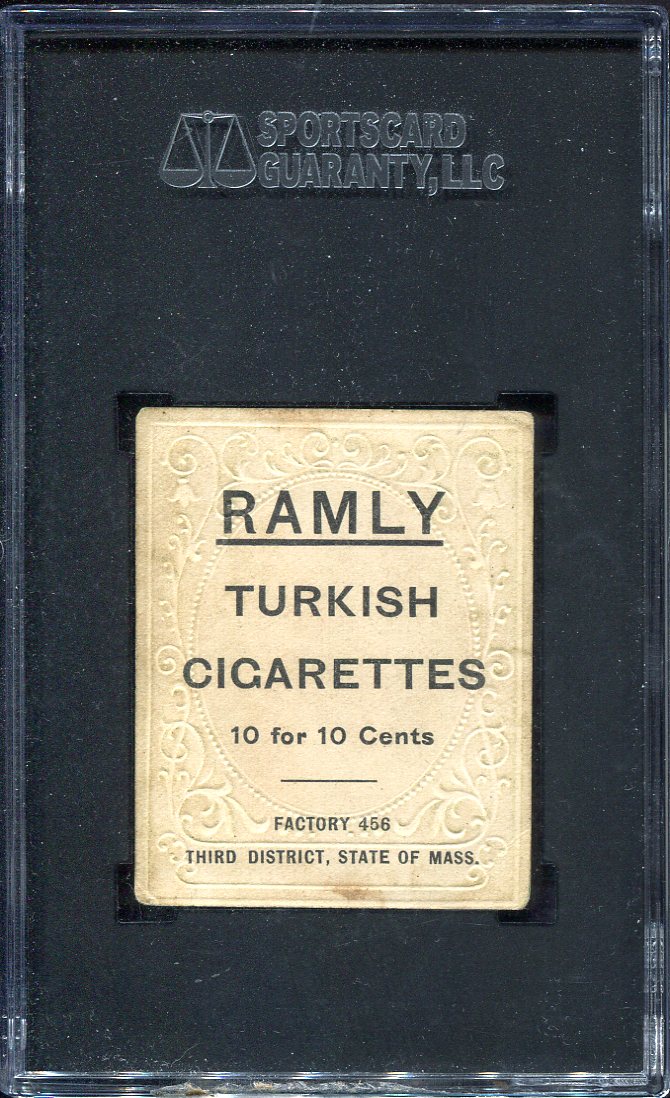 SPORTSCARD
GUARANTY, LLC
RAMLY
TURKISH
CIGARETTES
10 for 10 Cents
FACTORY 456
THIRD DISTRICT, STATE OF MASS.